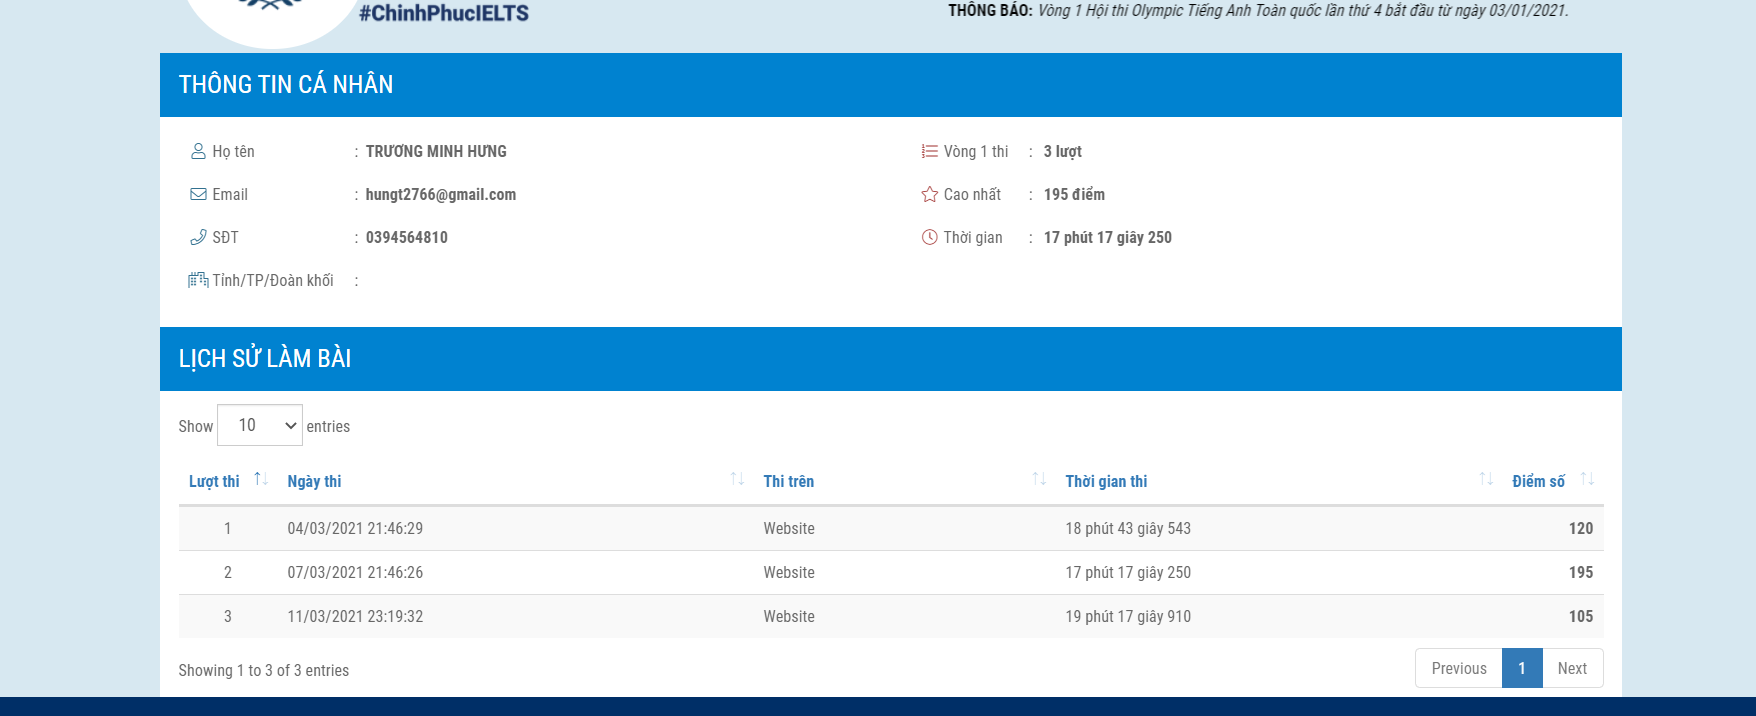 #ChinhPhucIELTS
THÔNG BÁO: Vòng 1 Hội thi Olympic Tiếng Anh Toàn quốc lần thứ 4 bắt đầu từ ngày 03/01/2021.
THÔNG TIN CÁ NHÂN
Họ tên : TRƯƠNG MINH HƯNG
Vòng 1 thi : 3 lượt
Email : hungt2766@gmail.com
Cao nhất : 195 điểm
SĐT : 0394564810
Thời gian : 17 phút 17 giây 250
Tỉnh/TP/Đoàn khối :
LỊCH SỬ LÀM BÀI
Show 10 entries
Lượt thi Ngày thi Thi trên Thời gian thi Điểm số
1 04/03/2021 21:46:29 Website 18 phút 43 giây 543 120
2 07/03/2021 21:46:26 Website 17 phút 17 giây 250 195
3 11/03/2021 23:19:32 Website 19 phút 17 giây 910 105
Showing 1 to 3 of 3 entries
Previous 1 Next